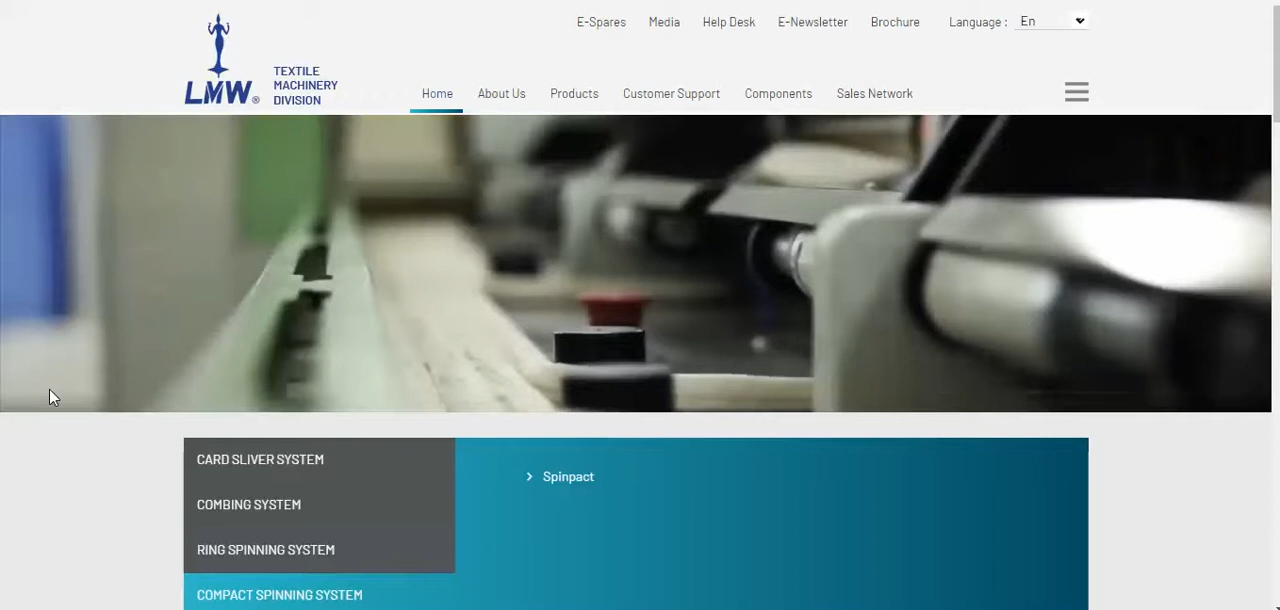 E-Spares Media Help Desk E-Newsletter Brochure Language : En
LMW®
TEXTILE
MACHINERY
DIVISION
Home About Us Products Customer Support Components Sales Network
CARD SLIVER SYSTEM
COMBING SYSTEM
RING SPINNING SYSTEM
COMPACT SPINNING SYSTEM
Spinpact